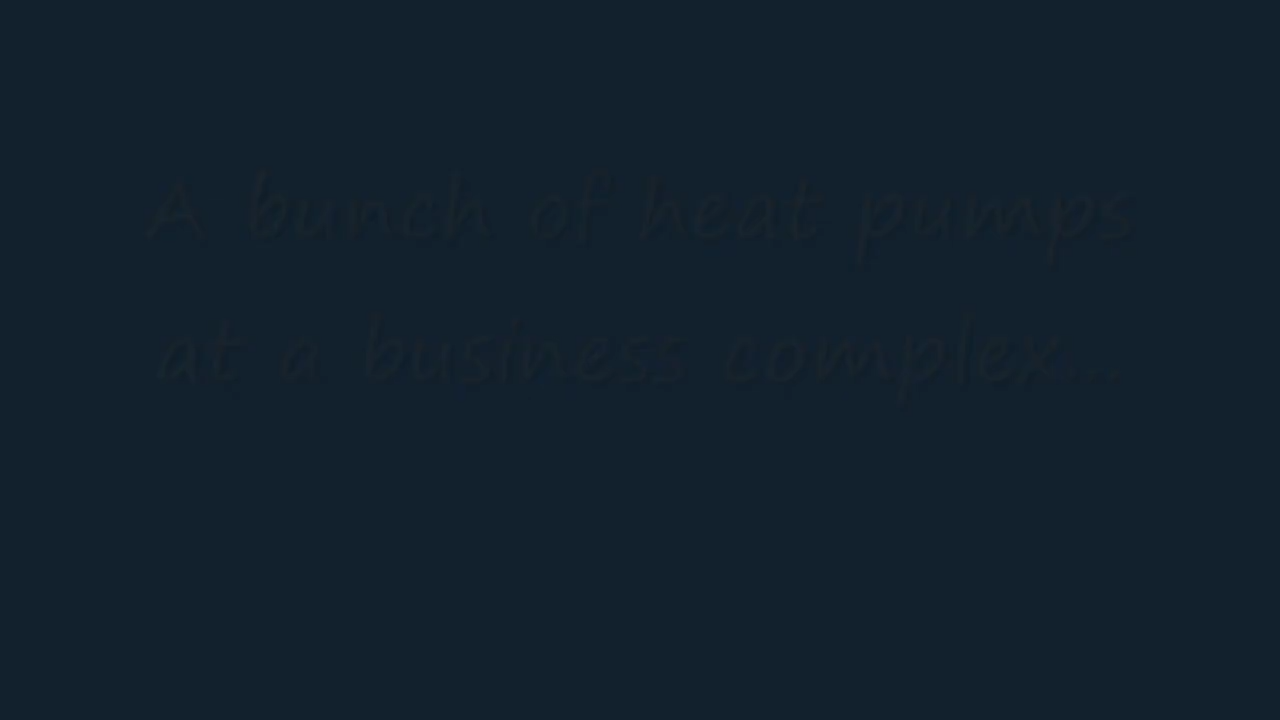 A bunch of heat pumps
at a business complex...